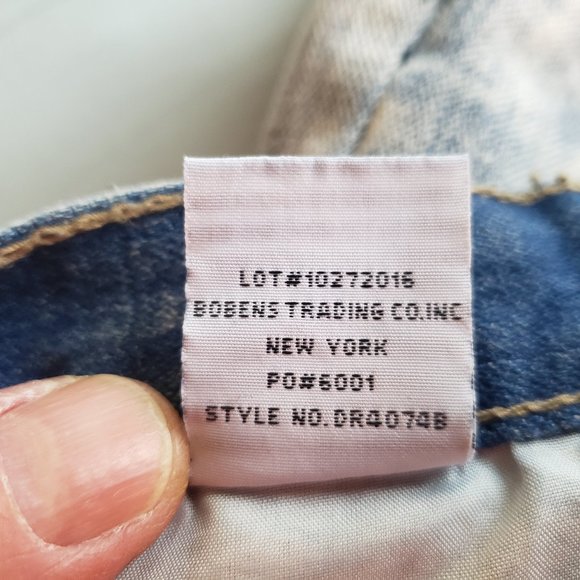 LOT#10272016
BOBENS TRADING CO.INC
NEW YORK
PO#6001
STYLE NO.DR4074B